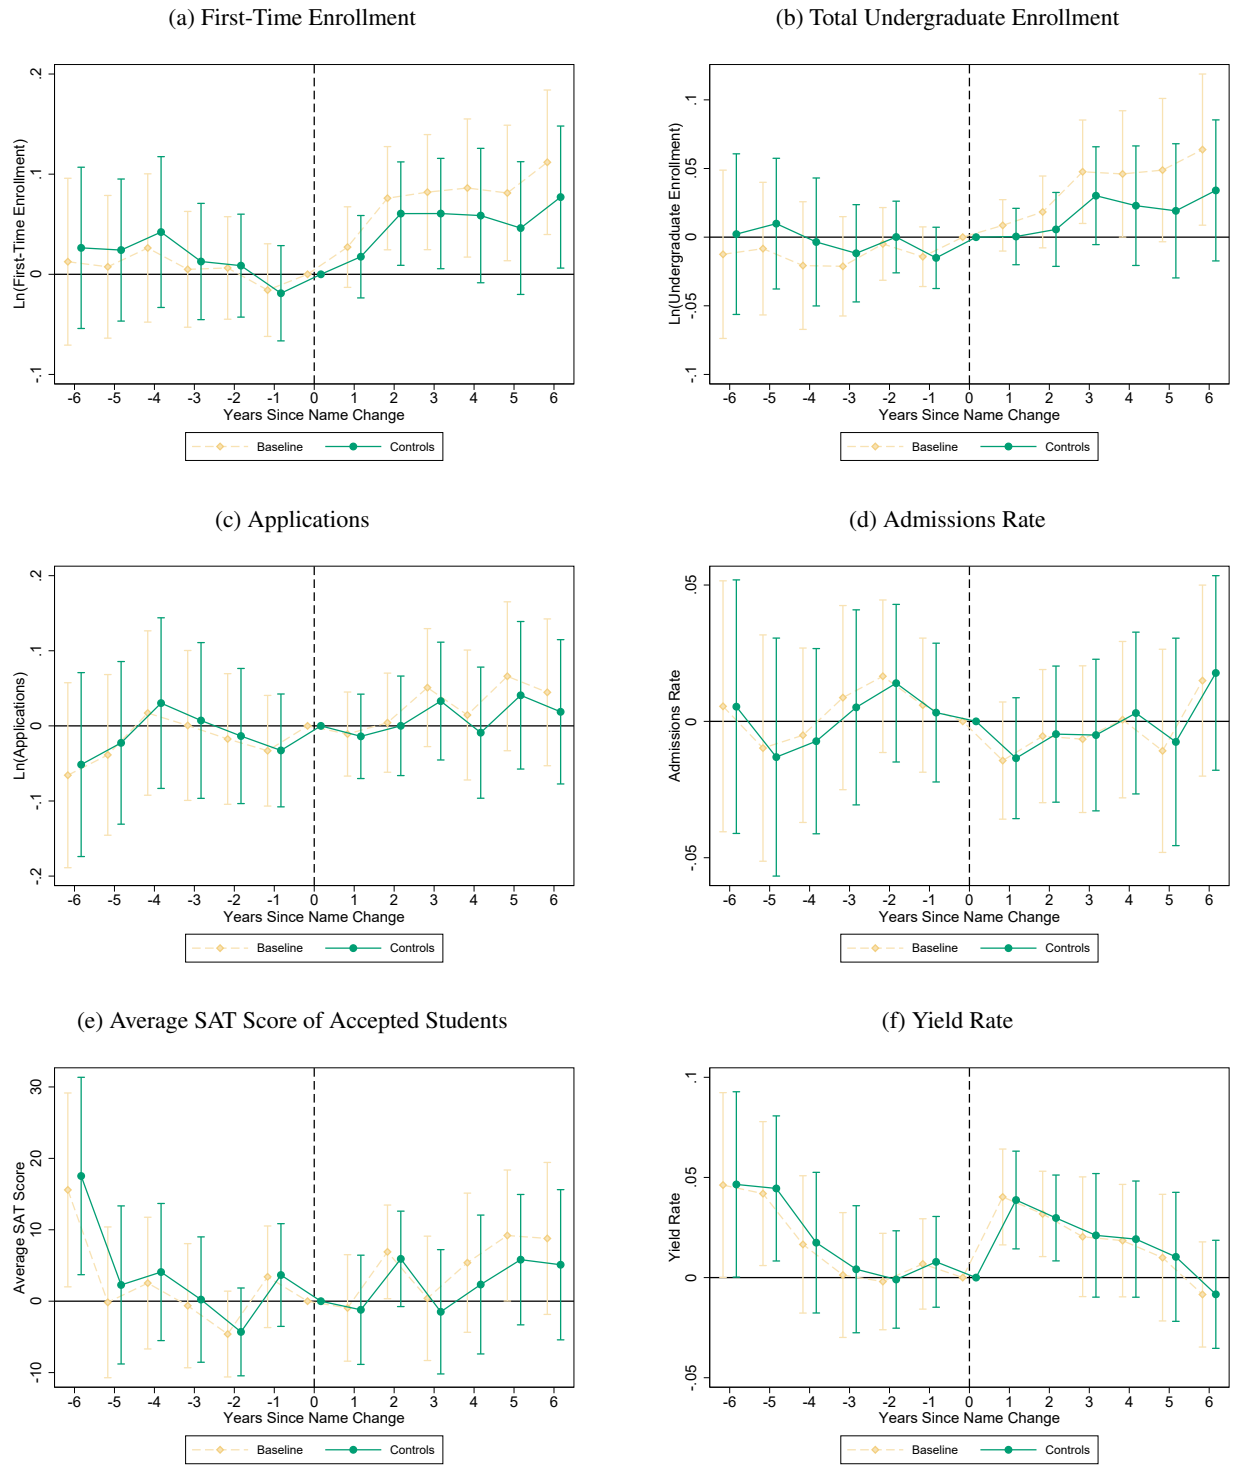 (a) First-Time Enrollment
Ln(First-Time Enrollment)
.2
.1
0
-.1
-6 -5 -4 -3 -2 -1 0 1 2 3 4 5 6
Years Since Name Change
Baseline Controls
(b) Total Undergraduate Enrollment
Ln(Undergraduate Enrollment)
.1
.05
0
-.05
-.1
-6 -5 -4 -3 -2 -1 0 1 2 3 4 5 6
Years Since Name Change
Baseline Controls
(c) Applications
Ln(Applications)
.2
.1
0
-.1
-.2
-6 -5 -4 -3 -2 -1 0 1 2 3 4 5 6
Years Since Name Change
Baseline Controls
(d) Admissions Rate
Admissions Rate
.05
0
-.05
-6 -5 -4 -3 -2 -1 0 1 2 3 4 5 6
Years Since Name Change
Baseline Controls
(e) Average SAT Score of Accepted Students
Average SAT Score
30
20
10
0
-10
-6 -5 -4 -3 -2 -1 0 1 2 3 4 5 6
Years Since Name Change
Baseline Controls
(f) Yield Rate
Yield Rate
.1
.05
0
-.05
-6 -5 -4 -3 -2 -1 0 1 2 3 4 5 6
Years Since Name Change
Baseline Controls